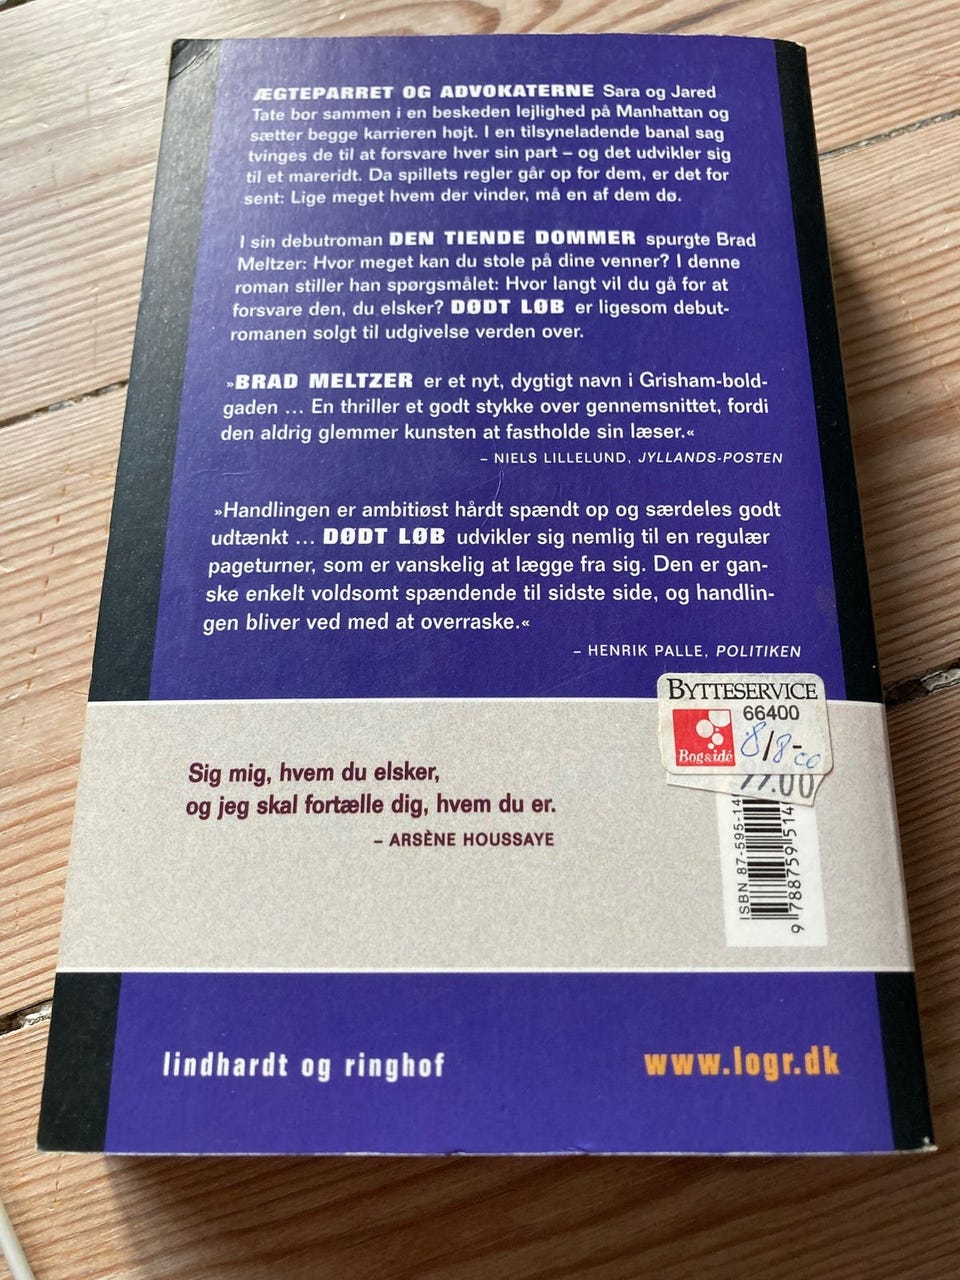 ÆGTEPARRET OG ADVOKATERNE Sara og Jared
Tate bor sammen i en beskeden lejlighed på Manhattan og
sætter begge karrieren højt. I en tilsyneladende banal sag
tvinges de til at forsvare hver sin part – og det udvikler sig
til et mareridt. Da spillets regler går op for dem, er det for
sent: Lige meget hvem der vinder, må en af dem dø.
I sin debutroman DEN TIENDE DOMMER spurgte Brad
Meltzer: Hvor meget kan du stole på dine venner? I denne
roman stiller han spørgsmålet: Hvor langt vil du gå for at
forsvare den, du elsker? DØDT LØB er ligesom debut-
romanen solgt til udgivelse verden over.
»BRAD MELTZER er et nyt, dygtigt navn i Grisham-bold-
gaden ... En thriller et godt stykke over gennemsnittet, fordi
den aldrig glemmer kunsten at fastholde sin læser.«
– NIELS LILLELUND, JYLLANDS-POSTEN
»Handlingen er ambitiøst hårdt spændt op og særdeles godt
udtænkt ... DØDT LØB udvikler sig nemlig til en regulær
pageturner, som er vanskelig at lægge fra sig. Den er gan-
ske enkelt voldsomt spændende til sidste side, og handlin-
gen bliver ved med at overraske.«
– HENRIK PALLE, POLITIKEN
BYTTESERVICE
66400
Bog&idé
8/8-
Sig mig, hvem du elsker,
og jeg skal fortælle dig, hvem du er.
– ARSÈNE HOUSSAYE
ISBN 87-595-14
9 788759 514
lindhardt og ringhof
www.logr.dk